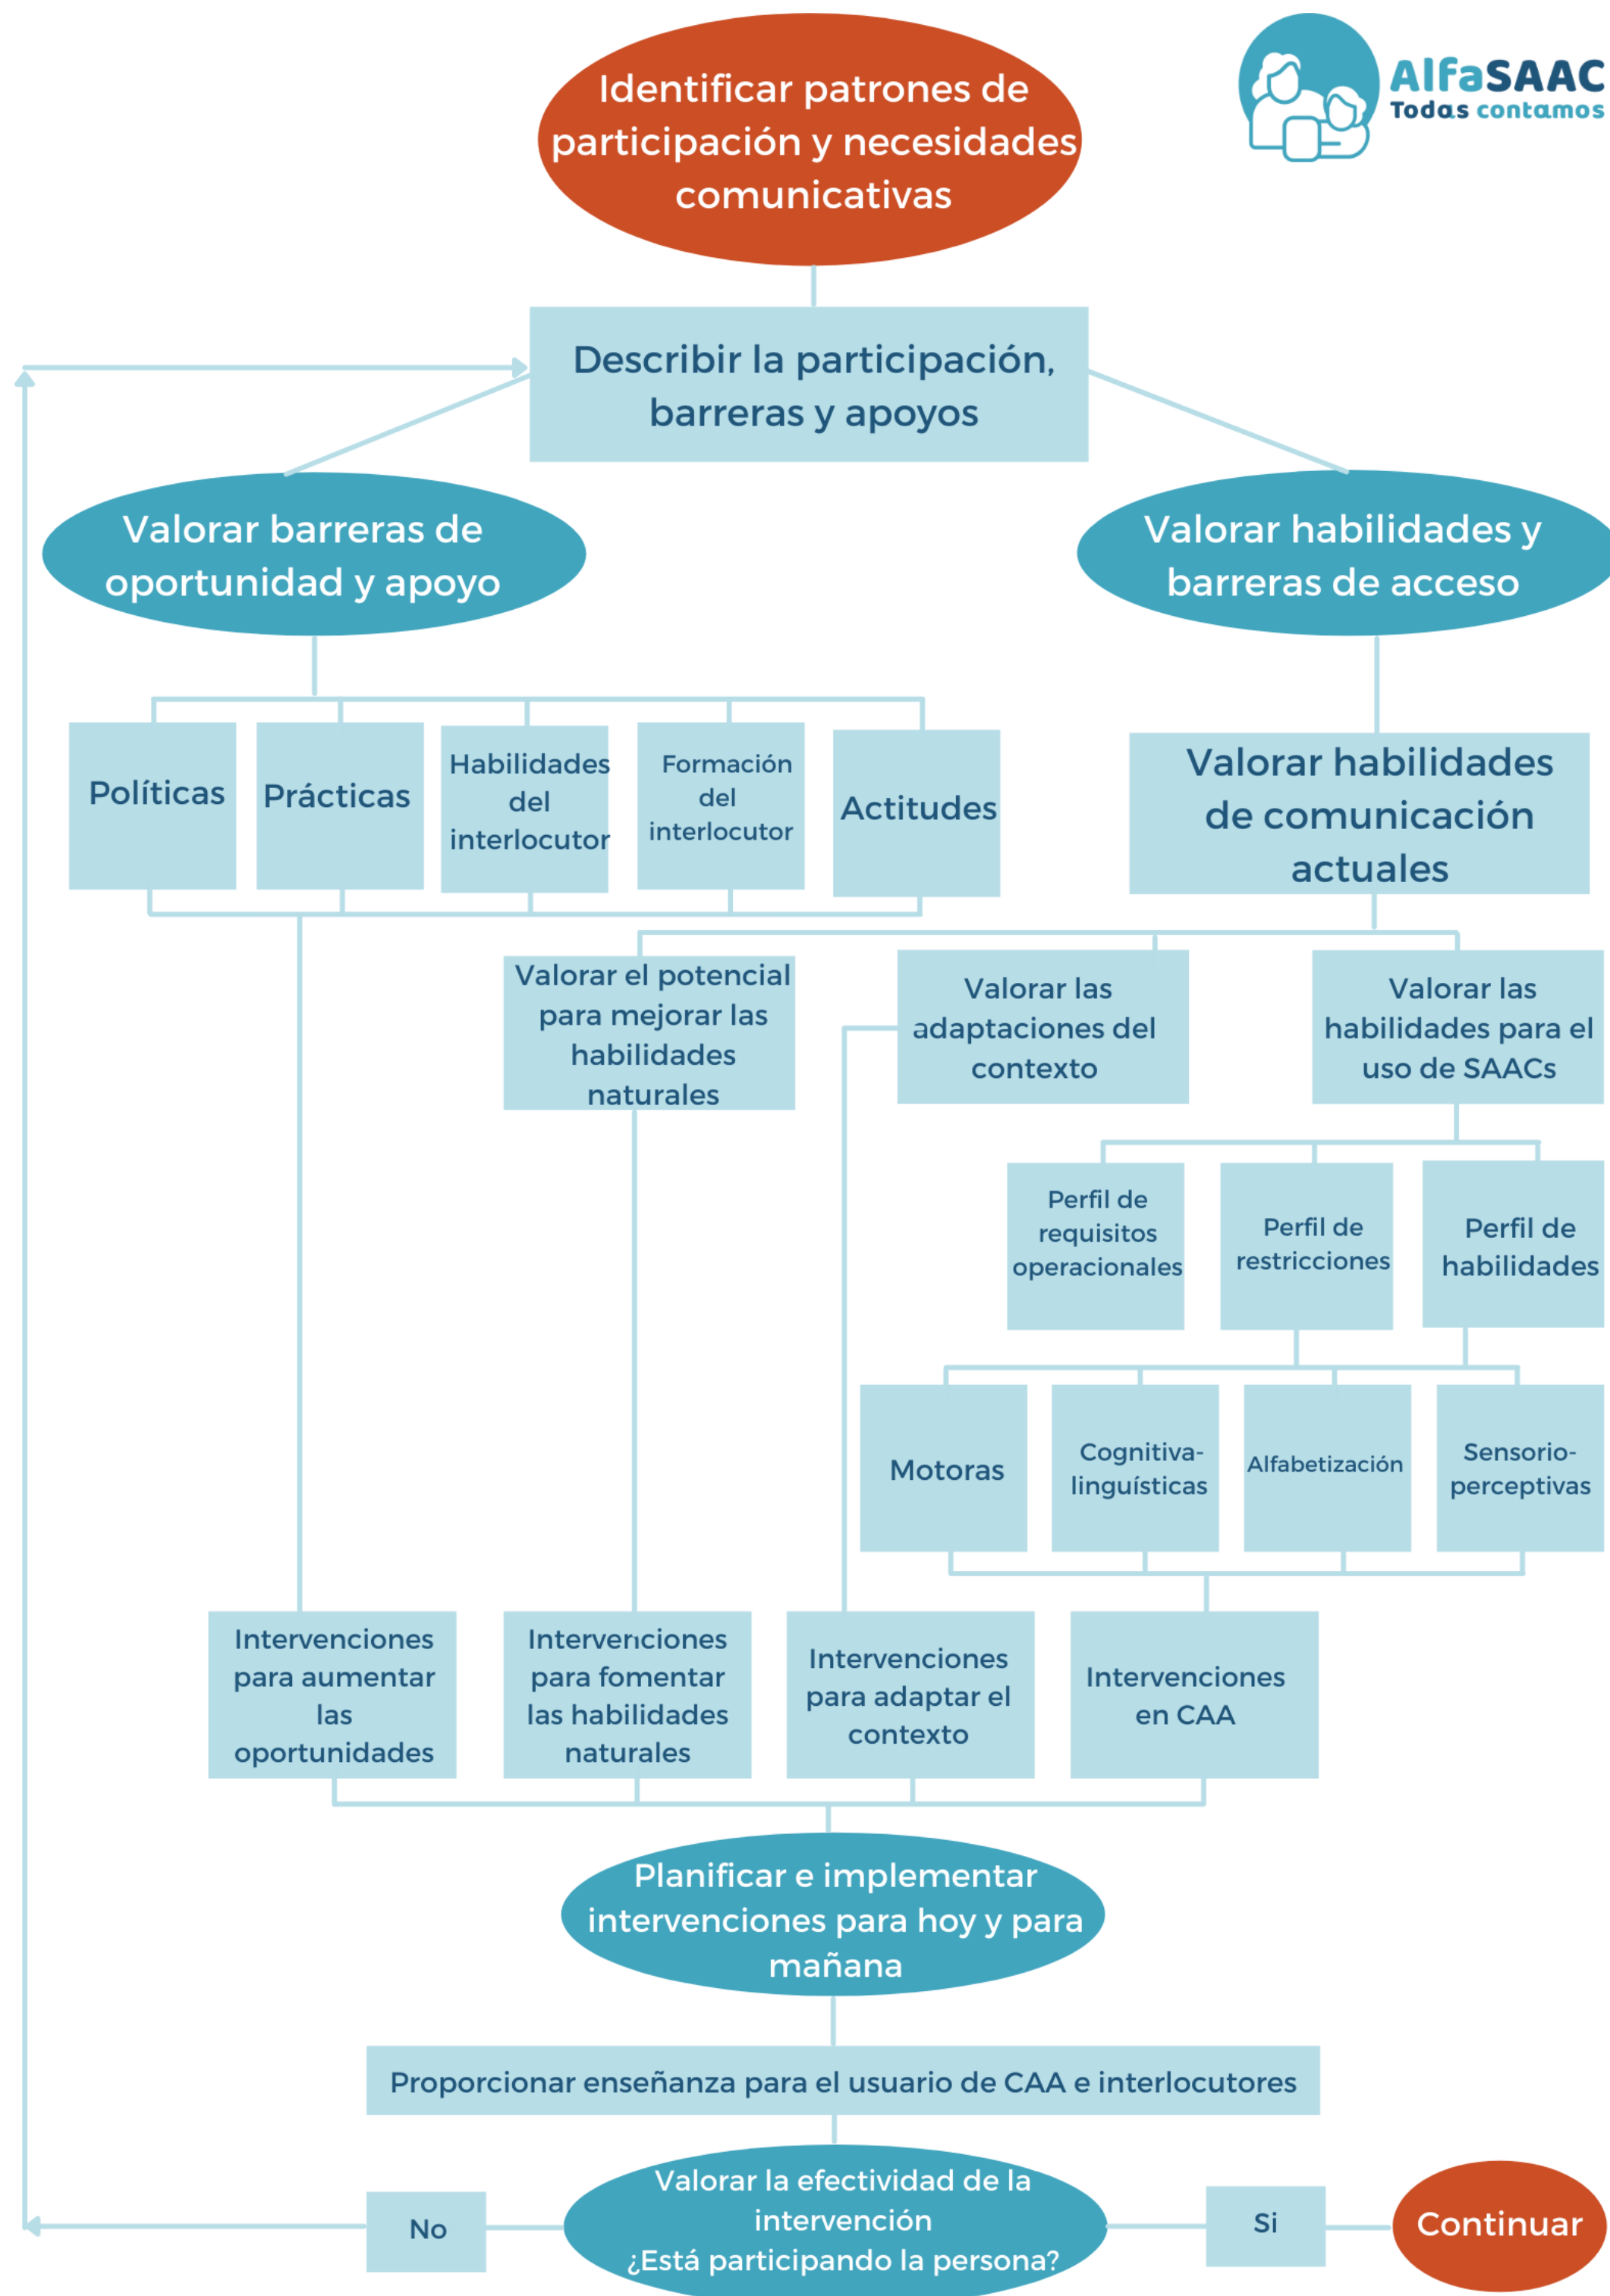 Identificar patrones de
participación y necesidades
comunicativas
AlfaSAAC
Todas contamos
Describir la participación,
barreras y apoyos
Valorar barreras de
oportunidad y apoyo
Valorar habilidades y
barreras de acceso
Políticas
Prácticas
Habilidades
del
interlocutor
Formación
del
interlocutor
Actitudes
Valorar habilidades
de comunicación
actuales
Valorar el potencial
para mejorar las
habilidades
naturales
Valorar las
adaptaciones del
contexto
Valorar las
habilidades para el
uso de SAACs
Perfil de
requisitos
operacionales
Perfil de
restricciones
Perfil de
habilidades
Motoras
Cognitiva-
linguísticas
Alfabetización
Sensorio-
perceptivas
Intervenciones
para aumentar
las
oportunidades
Intervenciones
para fomentar
las habilidades
naturales
Intervenciones
para adaptar el
contexto
Intervenciones
en CAA
Planificar e implementar
intervenciones para hoy y para
mañana
Proporcionar enseñanza para el usuario de CAA e interlocutores
No
Valorar la efectividad de la
intervención
¿Está participando la persona?
Si
Continuar